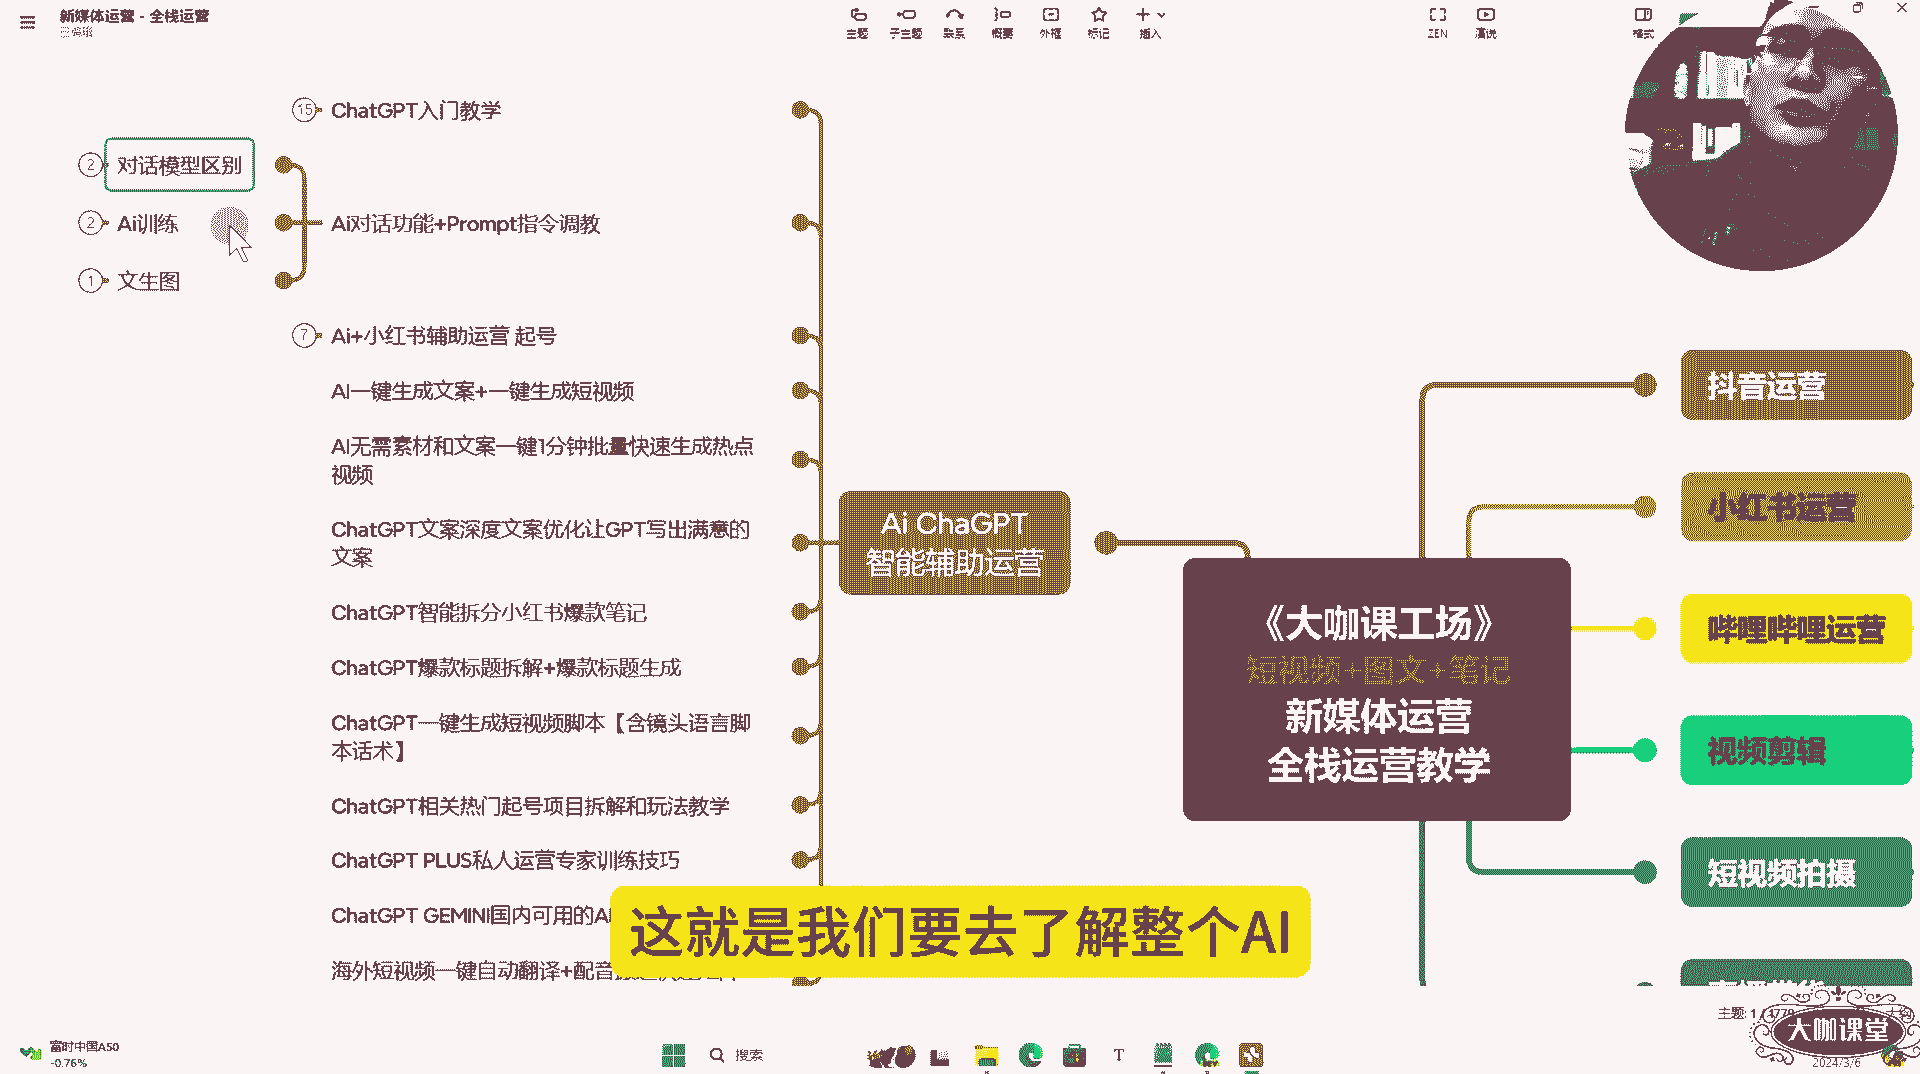 新媒体运营 - 全栈运营
主题
子主题
联系
概要
外框
标记
插入
ZEN
演说
格式
15
ChatGPT入门教学
2
对话模型区别
2
Ai训练
Ai对话功能+Prompt指令调教
1
文生图
7
Ai+小红书辅助运营 起号
AI一键生成文案+一键生成短视频
AI无需素材和文案一键1分钟批量快速生成热点
视频
ChatGPT文案深度文案优化让GPT写出满意的
文案
ChatGPT智能拆分小红书爆款笔记
ChatGPT爆款标题拆解+爆款标题生成
ChatGPT一键生成短视频脚本【含镜头语言脚
本话术】
ChatGPT相关热门起号项目拆解和玩法教学
ChatGPT PLUS私人运营专家训练技巧
ChatGPT GEMINI国内可用的A
海外短视频一键自动翻译+配音
Ai ChaGPT
智能辅助运营
《大咖课工场》
短视频+图文+笔记
新媒体运营
全栈运营教学
抖音运营
小红书运营
哔哩哔哩运营
视频剪辑
短视频拍摄
这就是我们要去了解整个AI
主题: 1 / 1779
大咖课堂
富时中国A50
-0.76%
搜索
2024/3/6